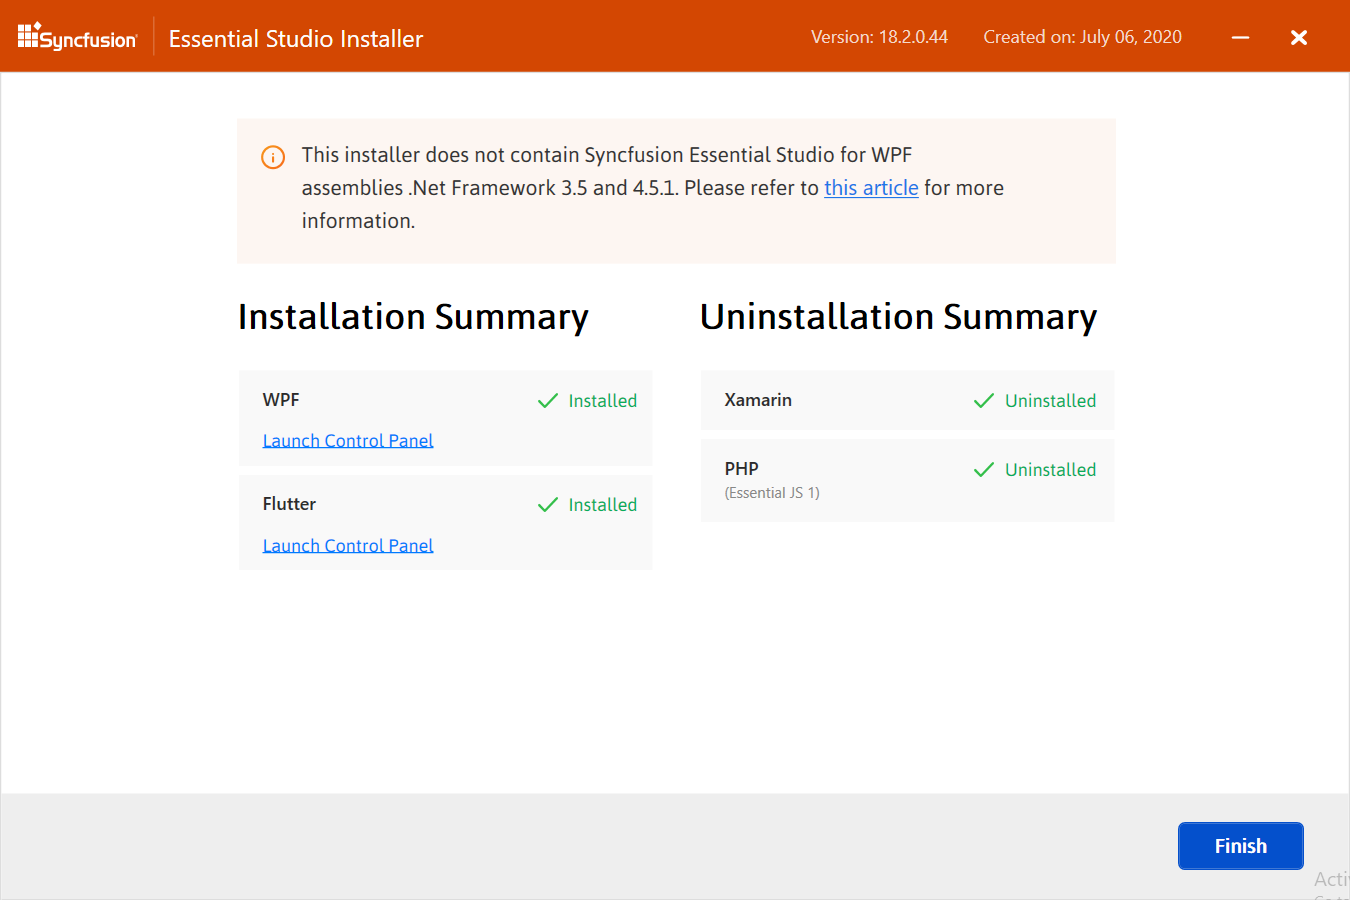 Syncfusion
Essential Studio Installer
Version: 18.2.0.44
Created on: July 06, 2020
This installer does not contain Syncfusion Essential Studio for WPF
assemblies .Net Framework 3.5 and 4.5.1. Please refer to this article for more
information.
Installation Summary
WPF
Installed
Launch Control Panel
Flutter
Installed
Launch Control Panel
Uninstallation Summary
Xamarin
Uninstalled
PHP
Uninstalled
(Essential JS 1)
Finish